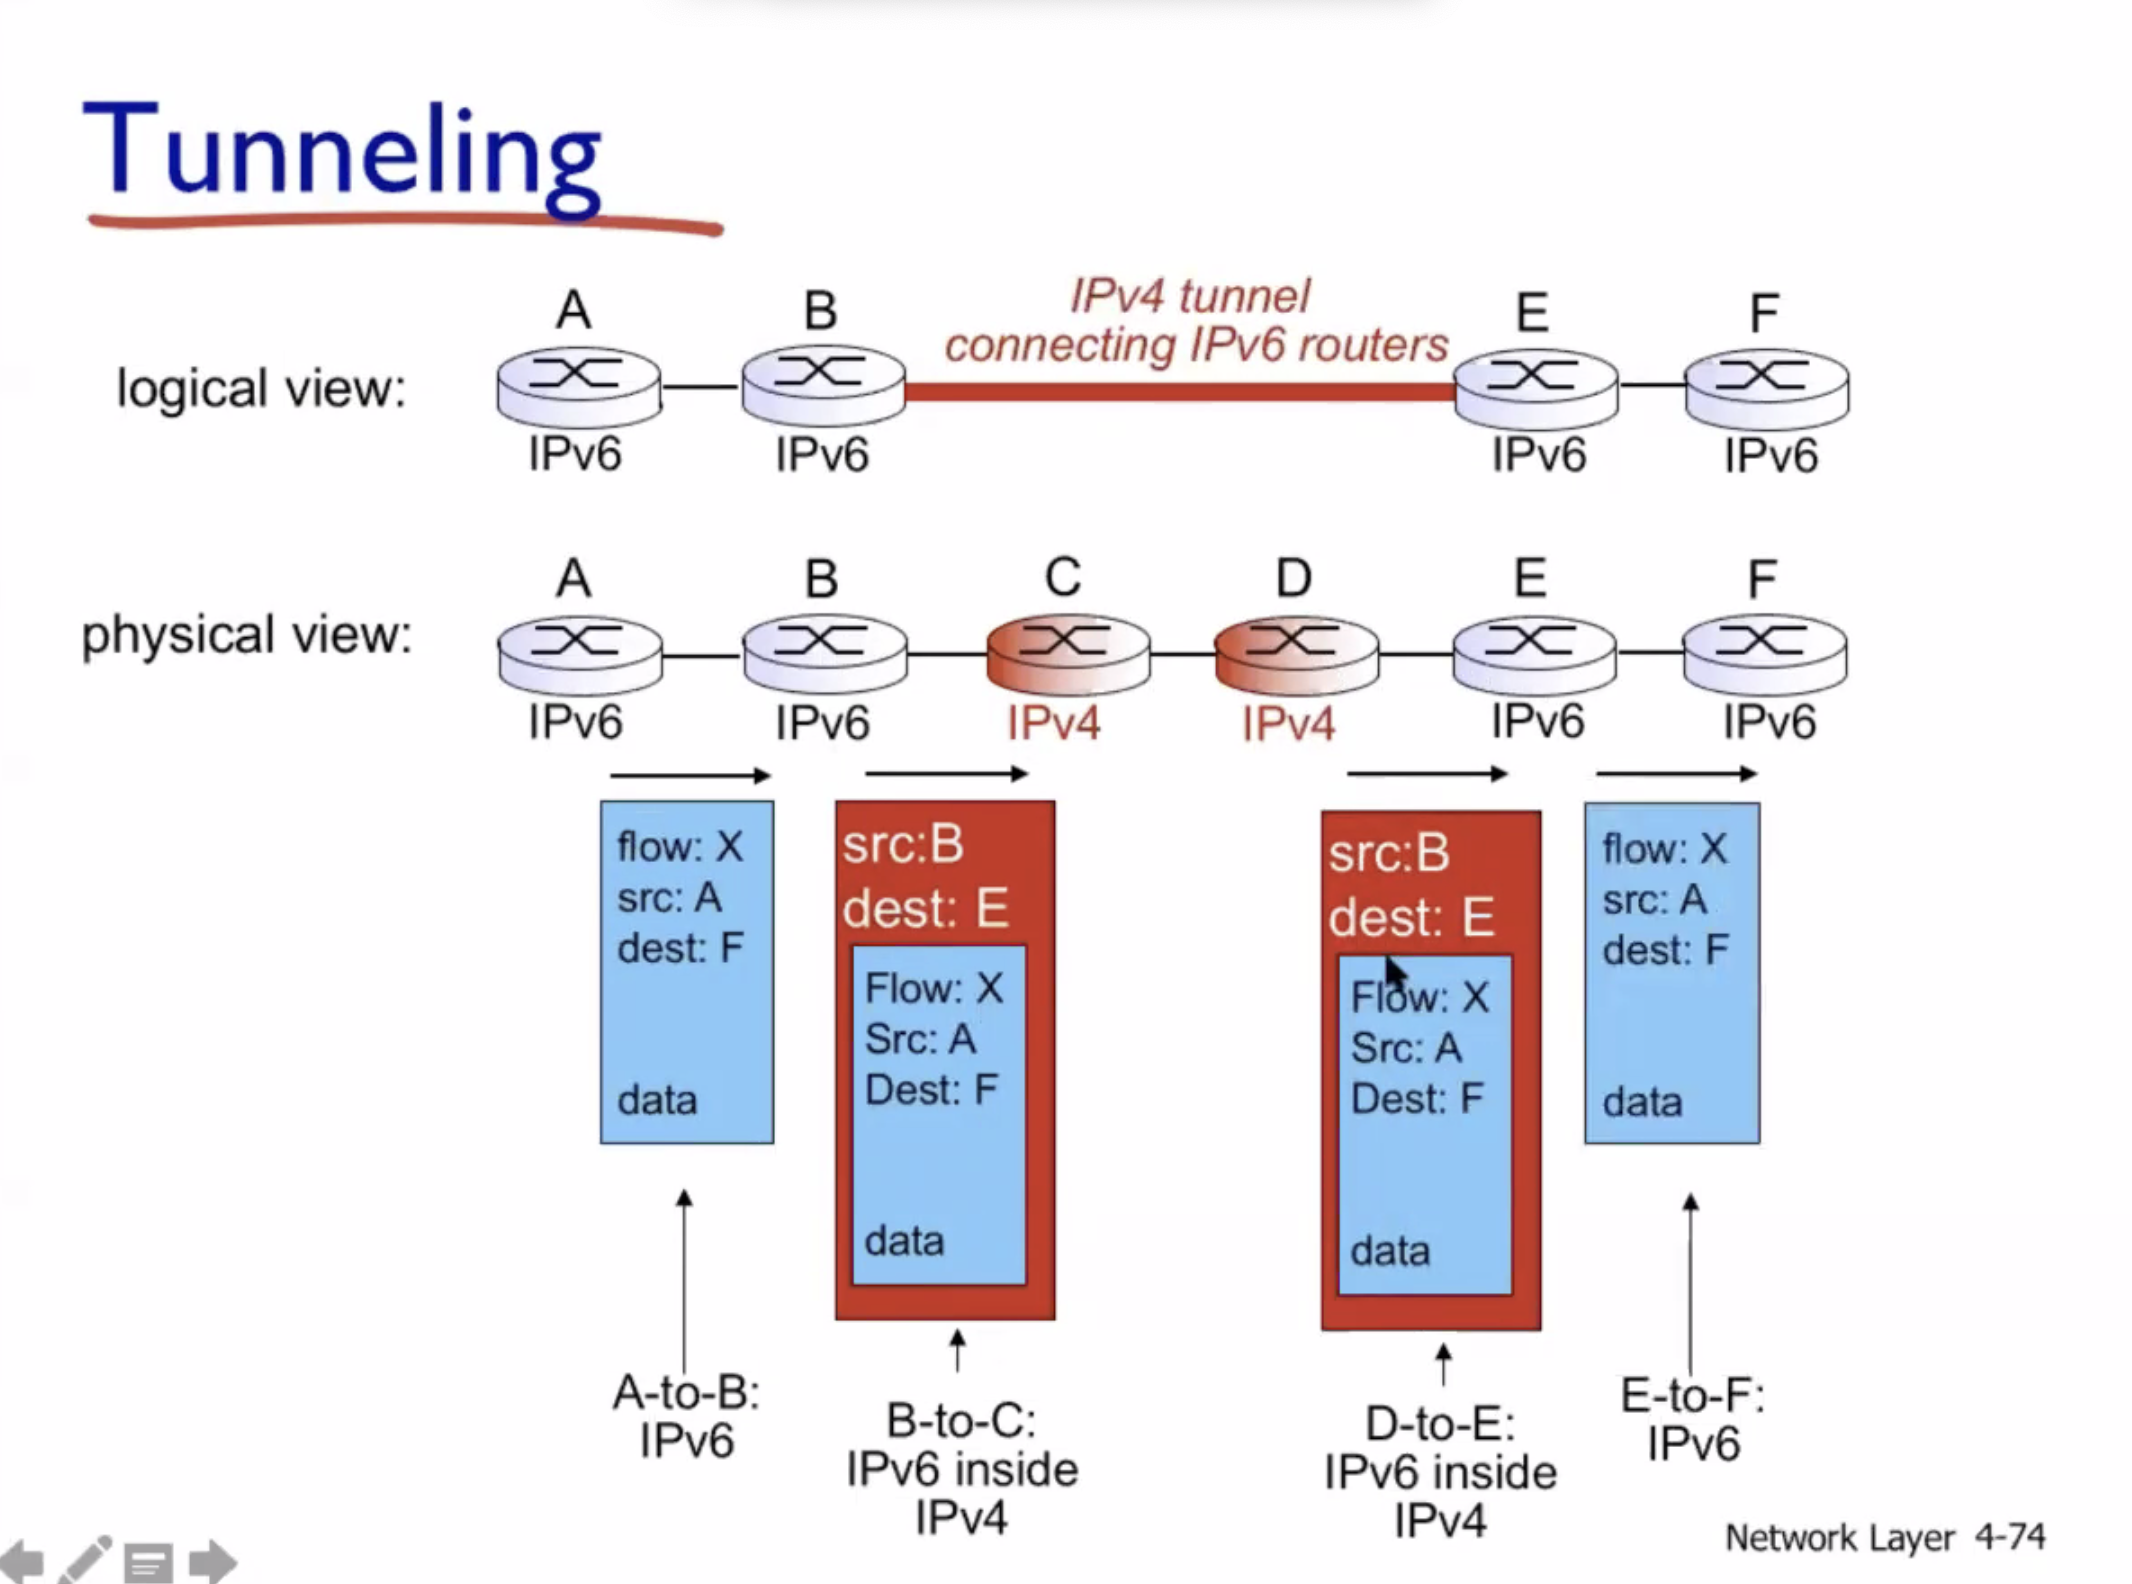 Tunneling
IPv4 tunnel
connecting IPv6 routers
A
B
E
F
logical view:
IPv6
IPv6
IPv6
IPv6
A
B
C
D
E
F
physical view:
IPv6
IPv6
IPv4
IPv4
IPv6
IPv6
flow: X
src: A
dest: F
data
src:B
dest: E
Flow: X
Src: A
Dest: F
data
src:B
dest: E
Flow: X
Src: A
Dest: F
data
flow: X
src: A
dest: F
data
A-to-B:
IPv6
B-to-C:
IPv6 inside
IPv4
D-to-E:
IPv6 inside
IPv4
E-to-F:
IPv6
Network Layer 4-74